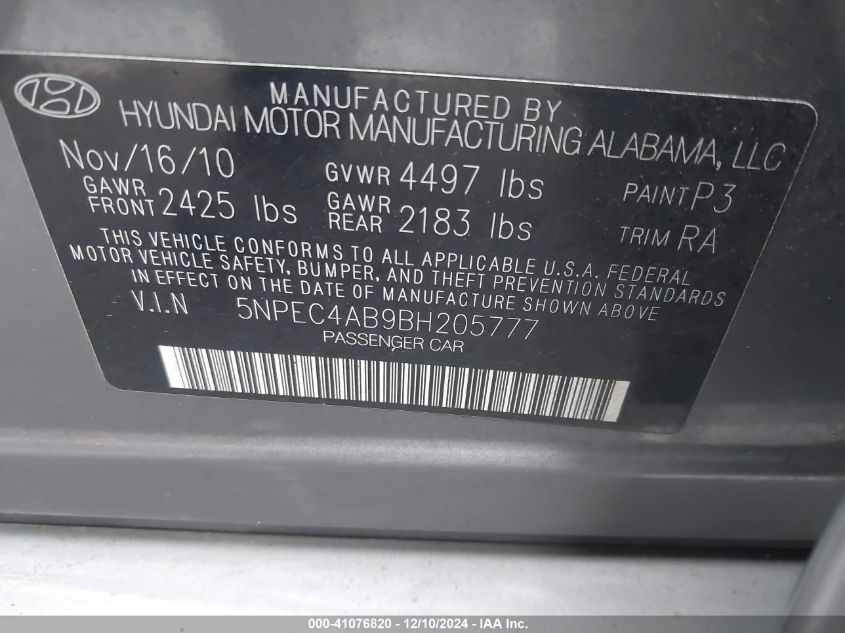 MANUFACTURED BY
HYUNDAI MOTOR MANUFACTURING ALABAMA, LLC
Nov/16/10 GVWR 4497 lbs PAINT P3
GAWR FRONT 2425 lbs GAWR REAR 2183 lbs TRIM RA
THIS VEHICLE CONFORMS TO ALL APPLICABLE U.S.A. FEDERAL
MOTOR VEHICLE SAFETY, BUMPER, AND THEFT PREVENTION STANDARDS
IN EFFECT ON THE DATE OF MANUFACTURE SHOWN ABOVE
V.I.N 5NPEC4AB9BH205777
PASSENGER CAR
000-41076820 - 12/10/2024 - IAA Inc.